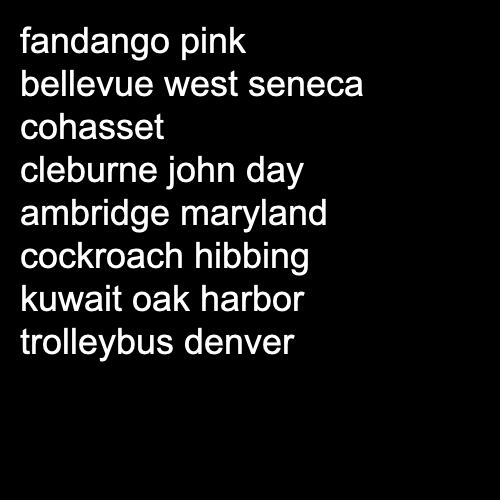 fandango pink
bellevue west seneca
cohasset
cleburne john day
ambridge maryland
cockroach hibbing
kuwait oak harbor
trolleybus denver